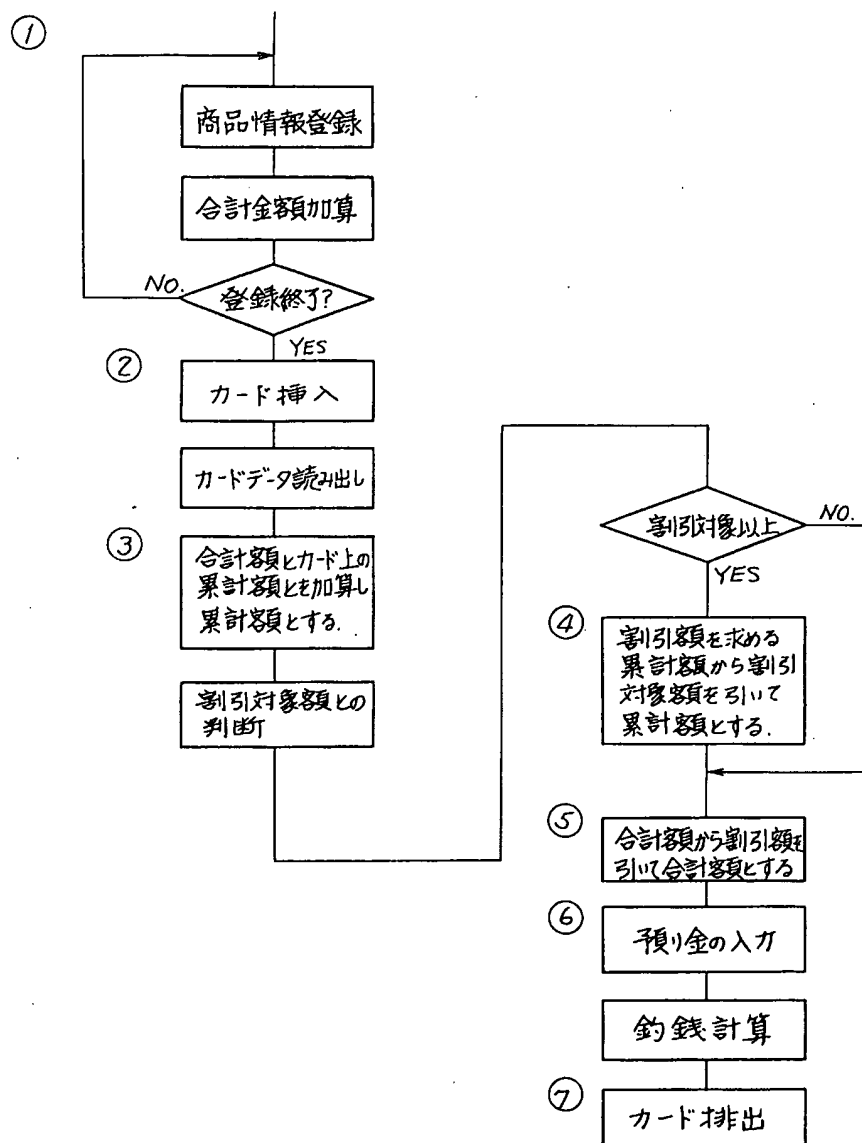 ①
商品情報登録
合計金額加算
登録終了?
NO.
YES
②
カード挿入
カードデータ読み出し
③
合計額とカード上の
累計額とを加算し
累計額とする.
割引対象額との
判断
割引対象以上
NO.
YES
④
割引額を求める
累計額から割引
対象額を引いて
累計額とする.
⑤
合計額から割引額を
引いて合計額とする
⑥
予り金の入力
釣銭計算
⑦
カード排出